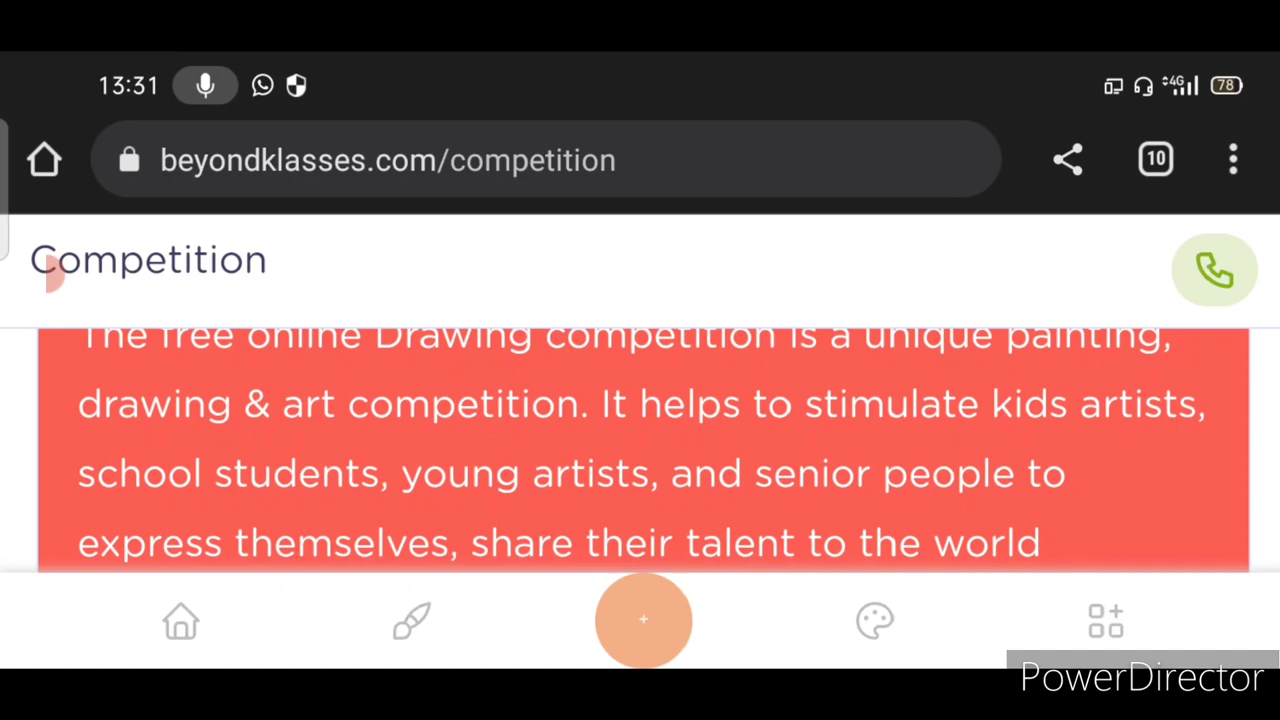 13:31
4G 78
beyondklasses.com/competition
10
Competition
The free online Drawing competition is a unique painting,
drawing & art competition. It helps to stimulate kids artists,
school students, young artists, and senior people to
express themselves, share their talent to the world
+
PowerDirector